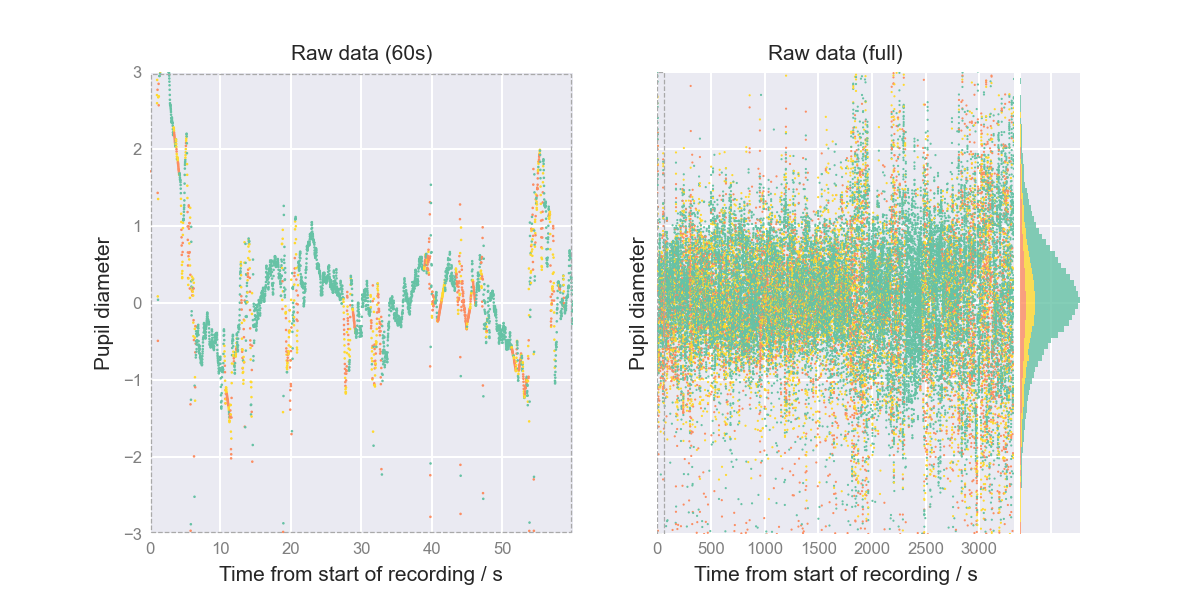 Raw data (60s)
Raw data (full)
3
2
1
0
−1
−2
−3
Pupil diameter
0 10 20 30 40 50
Time from start of recording / s
Pupil diameter
0 500 1000 1500 2000 2500 3000
Time from start of recording / s